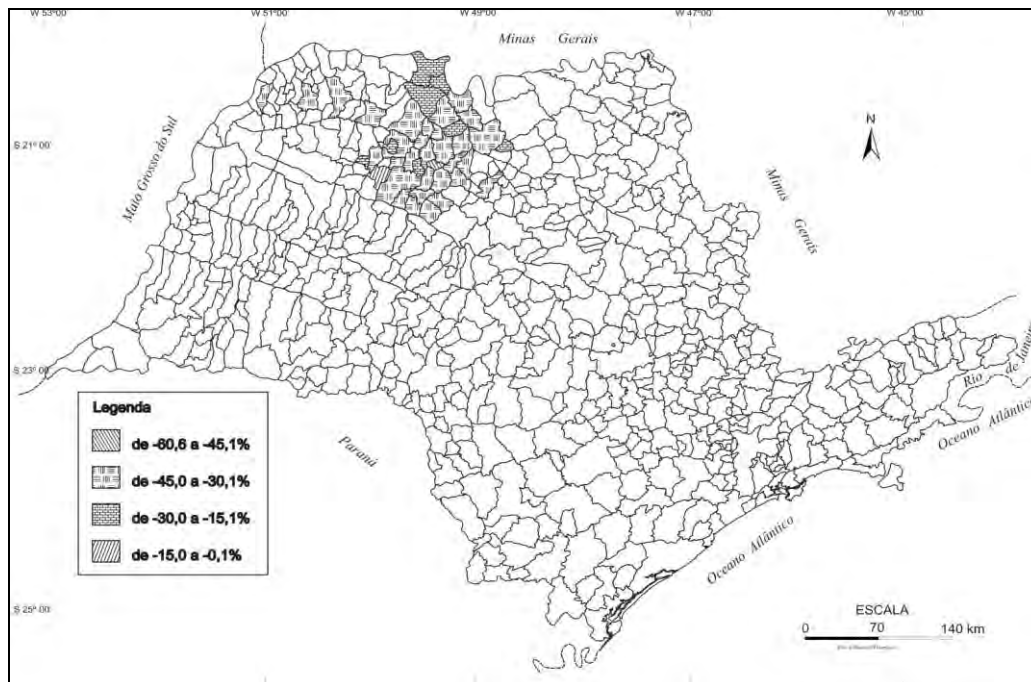 W 53°00' W 51°00' W 49°00' W 47°00' W 45°00'
Minas Gerais
S 21° 00'
Mato Grosso do Sul
N
Minas Gerais
S 23° 00'
Rio de Janeiro
Oceano Atlântico
Legenda
de -60,6 a -45,1%
de -45,0 a -30,1%
de -30,0 a -15,1%
de -15,0 a -0,1%
Paraná
Oceano Atlântico
S 25° 00'
ESCALA
0 70 140 km